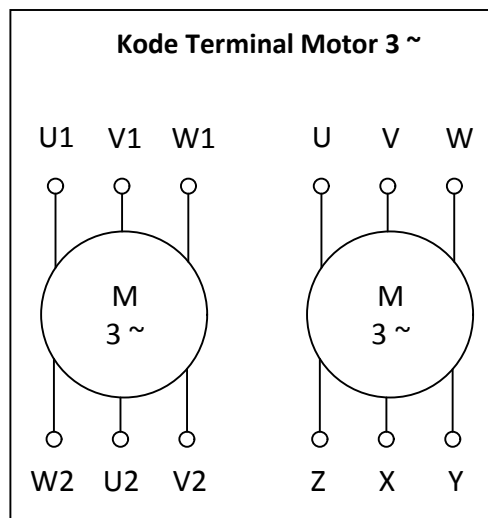 Kode Terminal Motor 3 ~
U1 V1 W1 U V W
M M
3 ~ 3 ~
W2 U2 V2 Z X Y